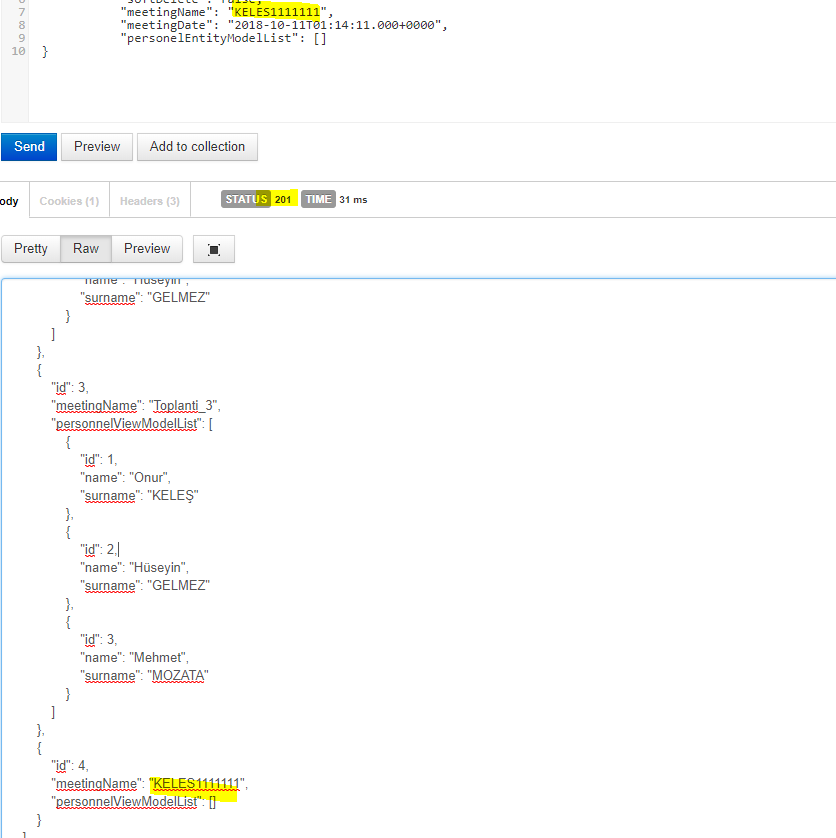 "softDelete": false,
7 "meetingName": "KELES1111111",
8 "meetingDate": "2018-10-11T01:14:11.000+0000",
9 "personelEntityModelList": []
10 }
Send Preview Add to collection
ody Cookies (1) Headers (3) STATUS 201 TIME 31 ms
Pretty Raw Preview
"name": "Hüseyin",
"surname": "GELMEZ"
}
]
},
{
"id": 3,
"meetingName": "Toplanti_3",
"personnelViewModelList": [
{
"id": 1,
"name": "Onur",
"surname": "KELEŞ"
},
{
"id": 2,
"name": "Hüseyin",
"surname": "GELMEZ"
},
{
"id": 3,
"name": "Mehmet",
"surname": "MOZATA"
}
]
},
{
"id": 4,
"meetingName": "KELES1111111",
"personnelViewModelList": []
}
]